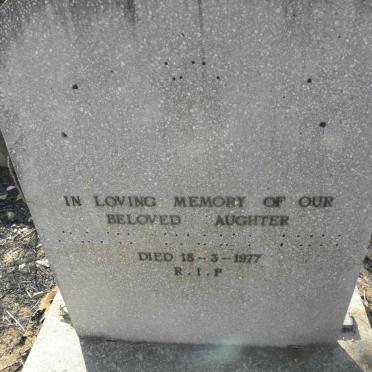 IN LOVING MEMORY OF OUR
BELOVED AUGHTER
DIED 18-3-1977
R.I.P